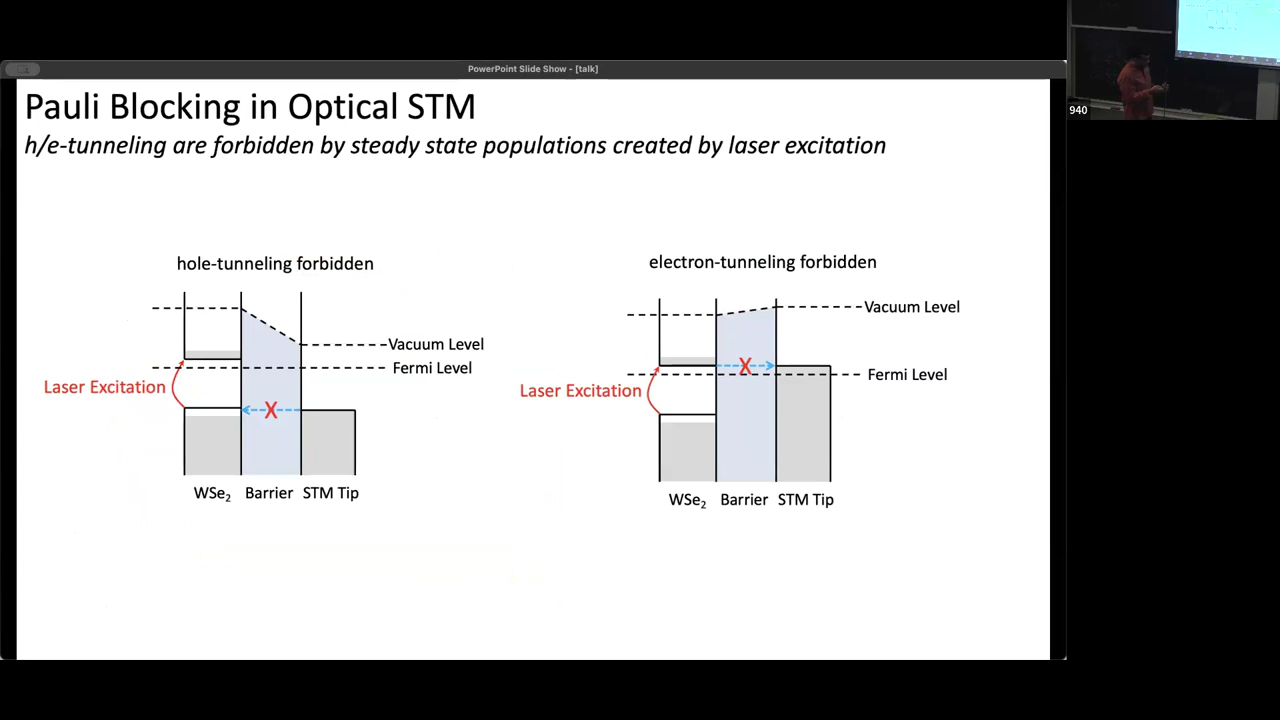 PowerPoint Slide Show - [talk]
940
Pauli Blocking in Optical STM
h/e-tunneling are forbidden by steady state populations created by laser excitation
hole-tunneling forbidden
Vacuum Level
Fermi Level
Laser Excitation
X
WSe₂ Barrier STM Tip
electron-tunneling forbidden
Vacuum Level
X
Fermi Level
Laser Excitation
WSe₂ Barrier STM Tip